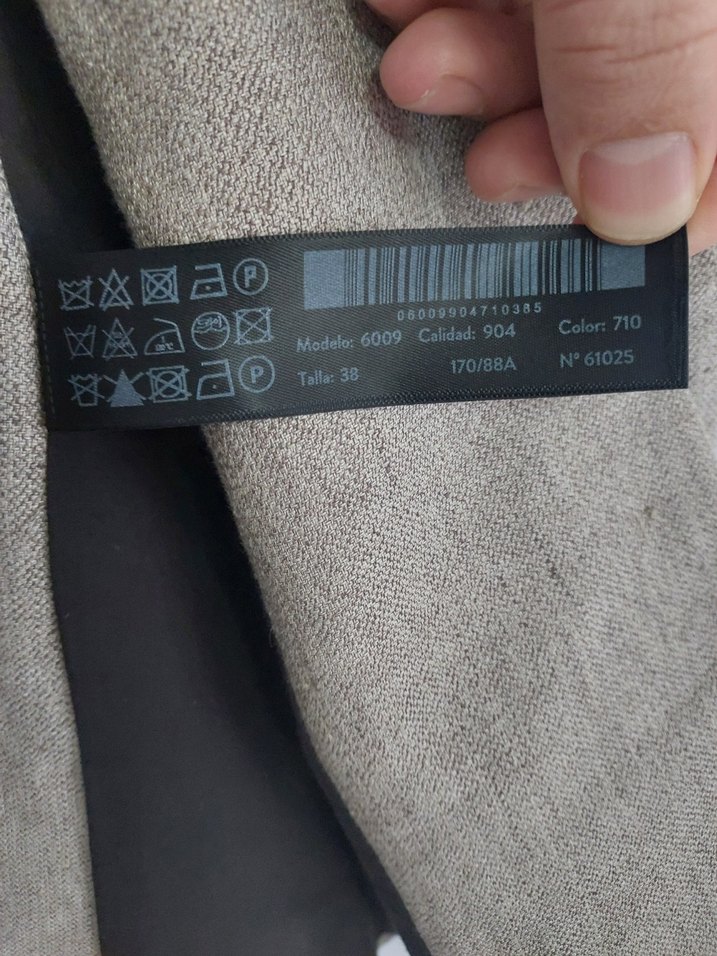 P
06009904710385
Modelo: 6009 Calidad: 904 Color: 710
Talla: 38 170/88A Nº 61025
P